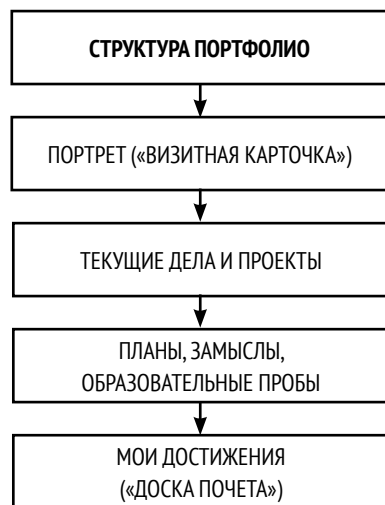 СТРУКТУРА ПОРТФОЛИО
ПОРТРЕТ («ВИЗИТНАЯ КАРТОЧКА»)
ТЕКУЩИЕ ДЕЛА И ПРОЕКТЫ
ПЛАНЫ, ЗАМЫСЛЫ,
ОБРАЗОВАТЕЛЬНЫЕ ПРОБЫ
МОИ ДОСТИЖЕНИЯ
(«ДОСКА ПОЧЕТА»)